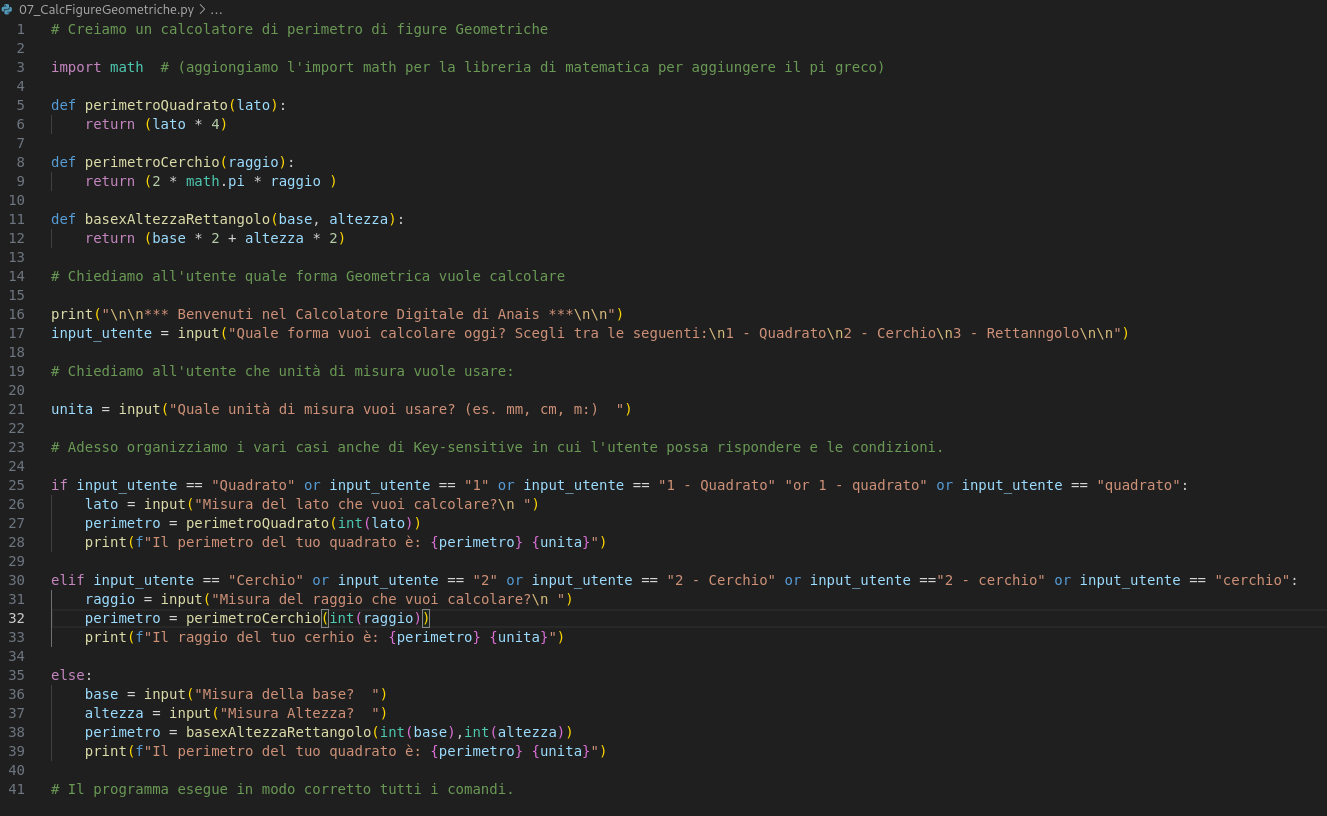 07_CalcFigureGeometriche.py > ...
1 # Creiamo un calcolatore di perimetro di figure Geometriche
2
3 import math  # (aggiongiamo l'import math per la libreria di matematica per aggiungere il pi greco)
4
5 def perimetroQuadrato(lato):
6     return (lato * 4)
7
8 def perimetroCerchio(raggio):
9     return (2 * math.pi * raggio )
10
11 def basexAltezzaRettangolo(base, altezza):
12     return (base * 2 + altezza * 2)
13
14 # Chiediamo all'utente quale forma Geometrica vuole calcolare
15
16 print("\n\n*** Benvenuti nel Calcolatore Digitale di Anais ***\n\n")
17 input_utente = input("Quale forma vuoi calcolare oggi? Scegli tra le seguenti:\n1 - Quadrato\n2 - Cerchio\n3 - Rettanngolo\n\n")
18
19 # Chiediamo all'utente che unità di misura vuole usare:
20
21 unita = input("Quale unità di misura vuoi usare? (es. mm, cm, m:)  ")
22
23 # Adesso organizziamo i vari casi anche di Key-sensitive in cui l'utente possa rispondere e le condizioni.
24
25 if input_utente == "Quadrato" or input_utente == "1" or input_utente == "1 - Quadrato" "or 1 - quadrato" or input_utente == "quadrato":
26     lato = input("Misura del lato che vuoi calcolare?\n ")
27     perimetro = perimetroQuadrato(int(lato))
28     print(f"Il perimetro del tuo quadrato è: {perimetro} {unita}")
29
30 elif input_utente == "Cerchio" or input_utente == "2" or input_utente == "2 - Cerchio" or input_utente =="2 - cerchio" or input_utente == "cerchio":
31     raggio = input("Misura del raggio che vuoi calcolare?\n ")
32     perimetro = perimetroCerchio(int(raggio))
33     print(f"Il raggio del tuo cerhio è: {perimetro} {unita}")
34
35 else:
36     base = input("Misura della base?  ")
37     altezza = input("Misura Altezza?  ")
38     perimetro = basexAltezzaRettangolo(int(base),int(altezza))
39     print(f"Il perimetro del tuo quadrato è: {perimetro} {unita}")
40
41 # Il programma esegue in modo corretto tutti i comandi.